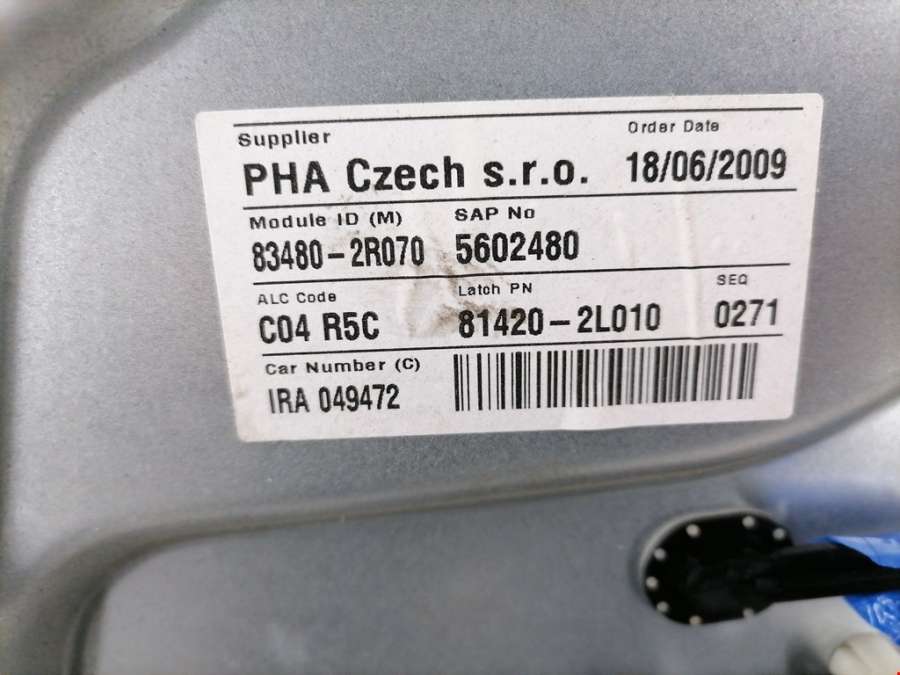 Supplier
Order Date
PHA Czech s.r.o.
18/06/2009
Module ID (M)
SAP No
83480-2R070
5602480
ALC Code
Latch PN
SEQ
C04 R5C
81420-2L010
0271
Car Number (C)
IRA 049472